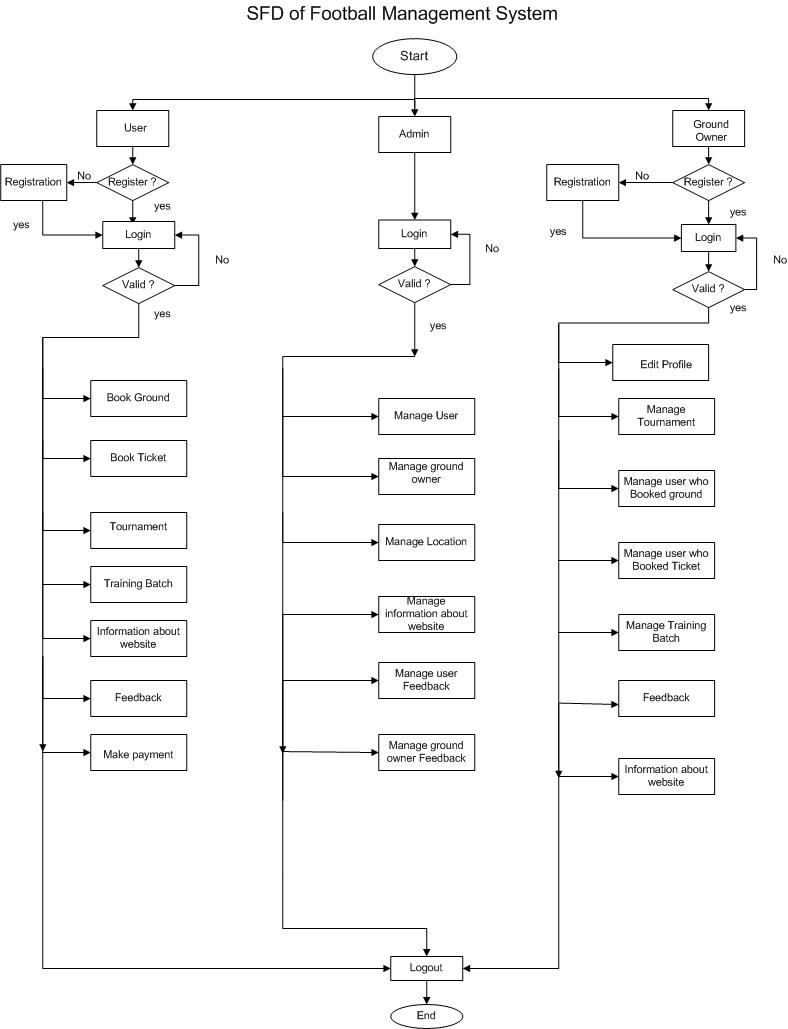 SFD of Football Management System
Start
User
Admin
Ground
Owner
Registration
No
Register ?
yes
yes
Login
No
Valid ?
yes
Login
No
Valid ?
yes
Registration
No
Register ?
yes
yes
Login
No
Valid ?
yes
Book Ground
Book Ticket
Tournament
Training Batch
Information about
website
Feedback
Make payment
Manage User
Manage ground
owner
Manage Location
Manage
information about
website
Manage user
Feedback
Manage ground
owner Feedback
Edit Profile
Manage
Tournament
Manage user who
Booked ground
Manage user who
Booked Ticket
Manage Training
Batch
Feedback
Information about
website
Logout
End